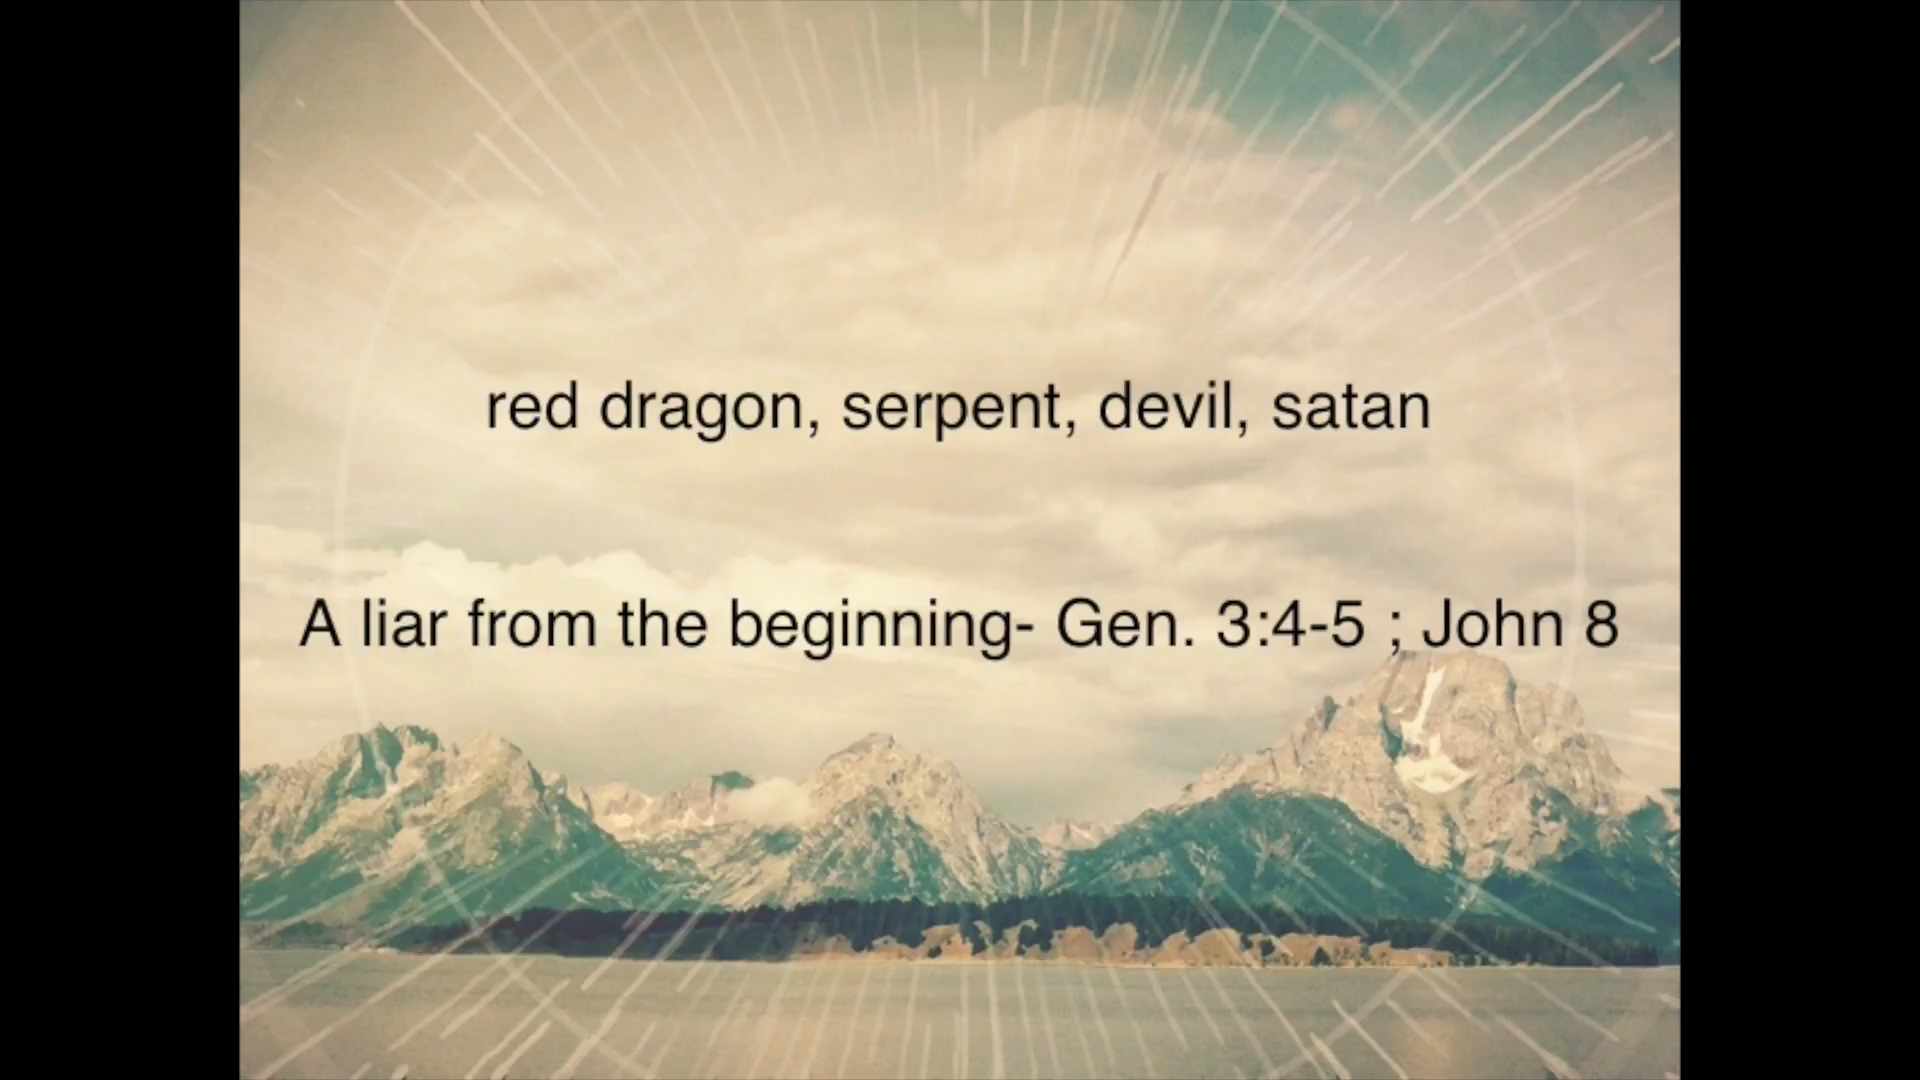 red dragon, serpent, devil, satan
A liar from the beginning- Gen. 3:4-5 ; John 8